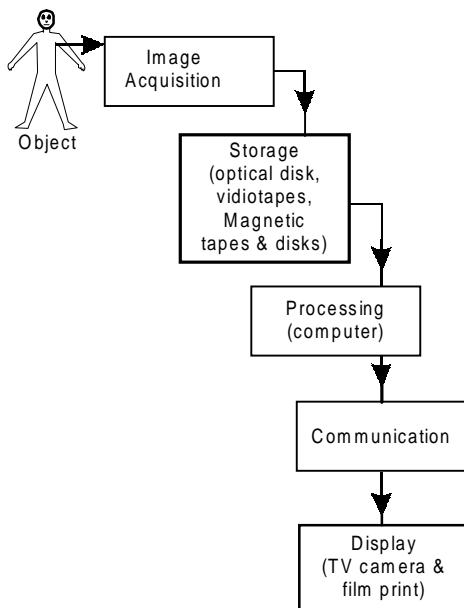 Image
Acquisition
Object
Storage
(optical disk,
vidiotapes,
Magnetic
tapes & disks)
Processing
(computer)
Communication
Display
(TV camera &
film print)